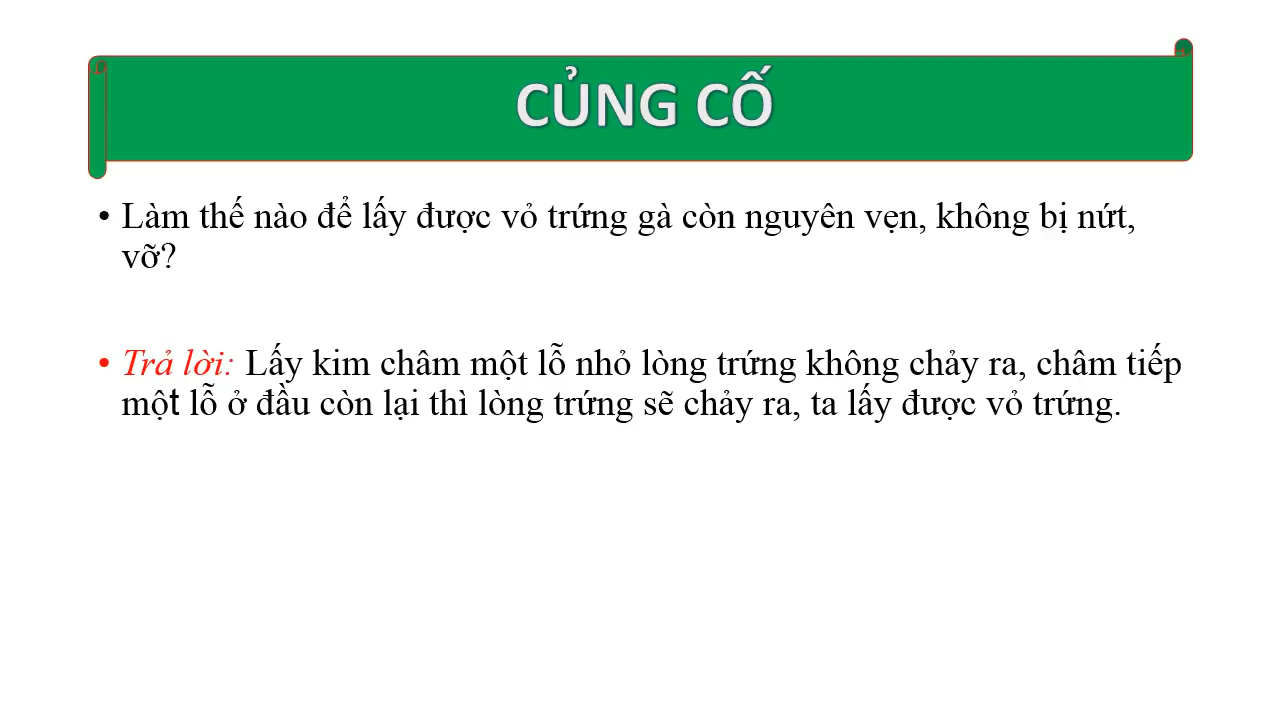 CỦNG CỐ
• Làm thế nào để lấy được vỏ trứng gà còn nguyên vẹn, không bị nứt,
vỡ?
• Trả lời: Lấy kim châm một lỗ nhỏ lòng trứng không chảy ra, châm tiếp
một lỗ ở đầu còn lại thì lòng trứng sẽ chảy ra, ta lấy được vỏ trứng.